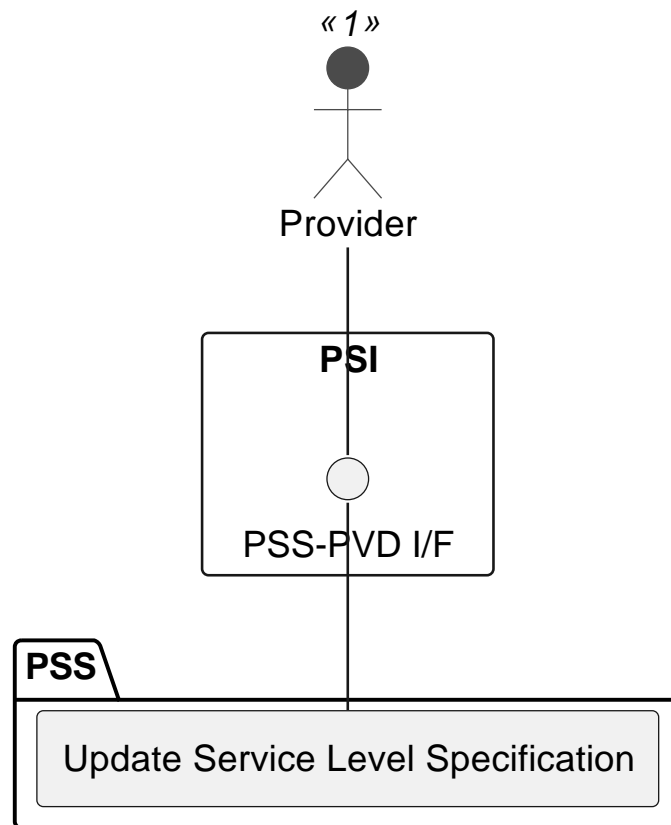 «1»
Provider
PSI
PSS-PVD I/F
PSS
Update Service Level Specification